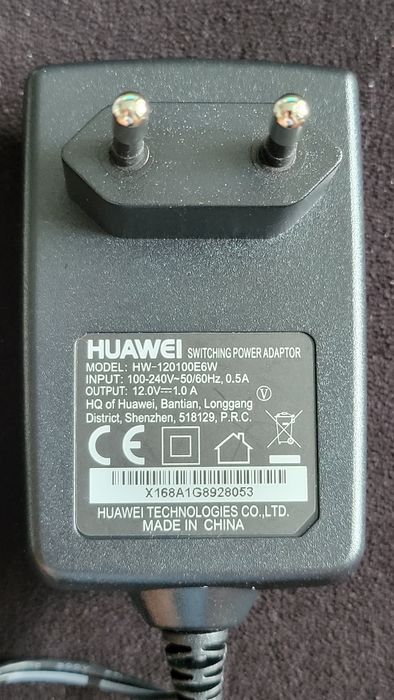 HUAWEI SWITCHING POWER ADAPTOR
MODEL: HW-120100E6W
INPUT: 100-240V~50/60Hz, 0.5A
OUTPUT: 12.0V⎓1.0 A
HQ of Huawei, Bantian, Longgang
District, Shenzhen, 518129, P.R.C.
V
CE
X168A1G8928053
HUAWEI TECHNOLOGIES CO.,LTD.
MADE IN CHINA